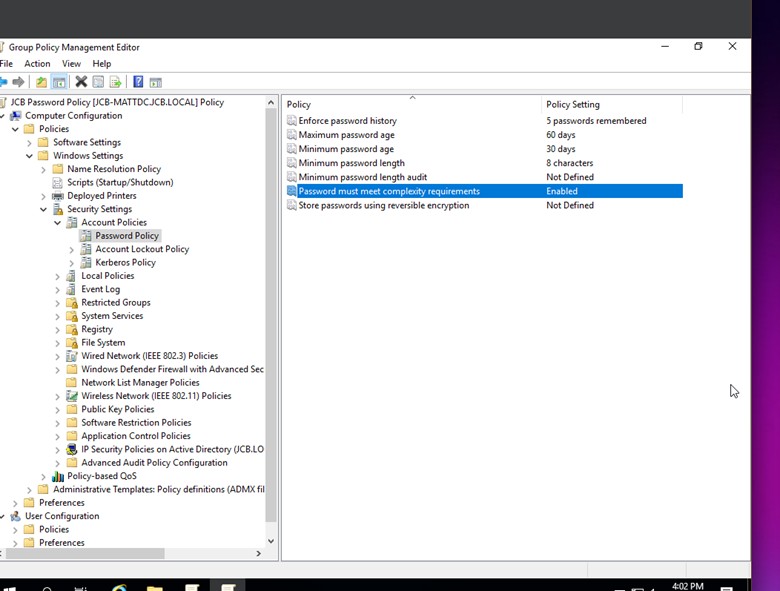 Group Policy Management Editor
File Action View Help
JCB Password Policy [JCB-MATTDC.JCB.LOCAL] Policy
Computer Configuration
Policies
Software Settings
Windows Settings
Name Resolution Policy
Scripts (Startup/Shutdown)
Deployed Printers
Security Settings
Account Policies
Password Policy
Account Lockout Policy
Kerberos Policy
Local Policies
Event Log
Restricted Groups
System Services
Registry
File System
Wired Network (IEEE 802.3) Policies
Windows Defender Firewall with Advanced Sec
Network List Manager Policies
Wireless Network (IEEE 802.11) Policies
Public Key Policies
Software Restriction Policies
Application Control Policies
IP Security Policies on Active Directory (JCB.LO
Advanced Audit Policy Configuration
Policy-based QoS
Administrative Templates: Policy definitions (ADMX fil
Preferences
User Configuration
Policies
Preferences
Policy Policy Setting
Enforce password history 5 passwords remembered
Maximum password age 60 days
Minimum password age 30 days
Minimum password length 8 characters
Minimum password length audit Not Defined
Password must meet complexity requirements Enabled
Store passwords using reversible encryption Not Defined
4:02 PM